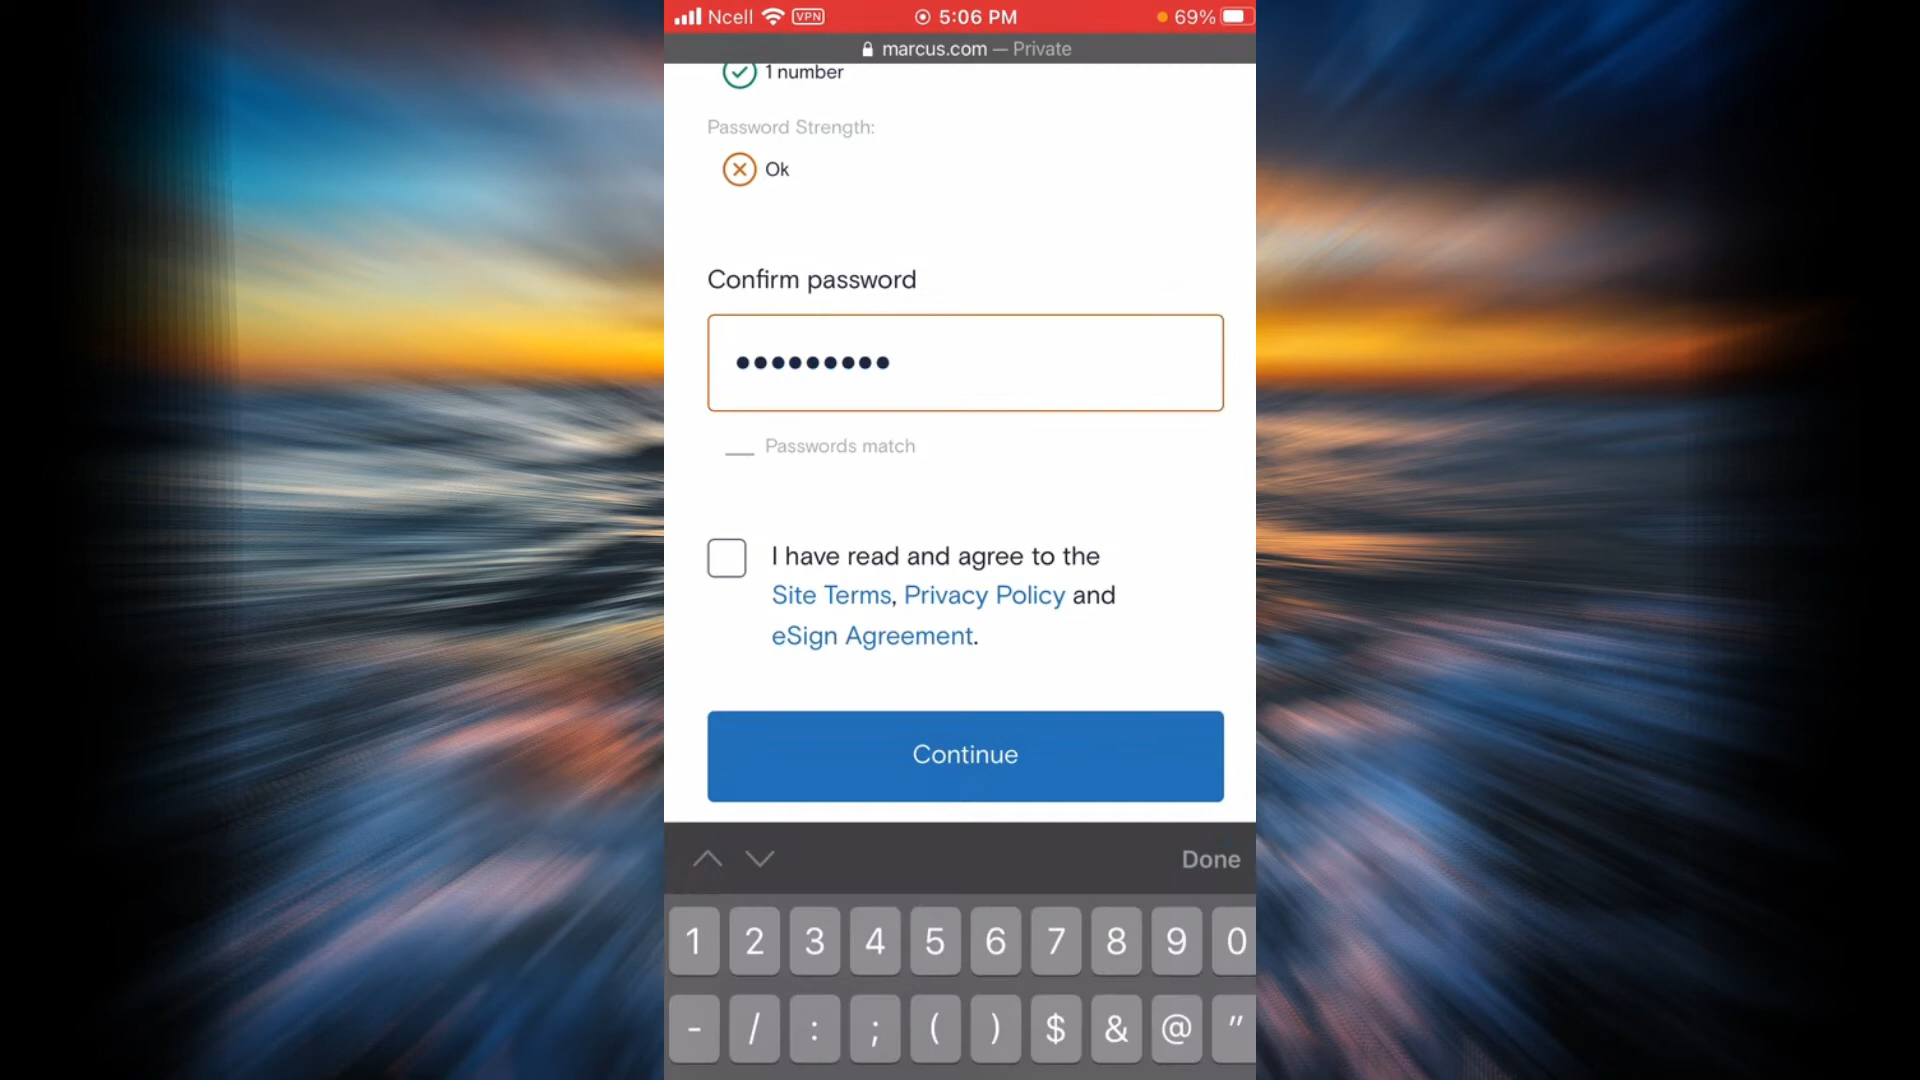 Ncell VPN 5:06 PM 69%
marcus.com — Private
1 number
Password Strength:
Ok
Confirm password
•••••••••
Passwords match
I have read and agree to the
Site Terms, Privacy Policy and
eSign Agreement.
Continue
Done
1 2 3 4 5 6 7 8 9 0
- / : ; ( ) $ & @ "